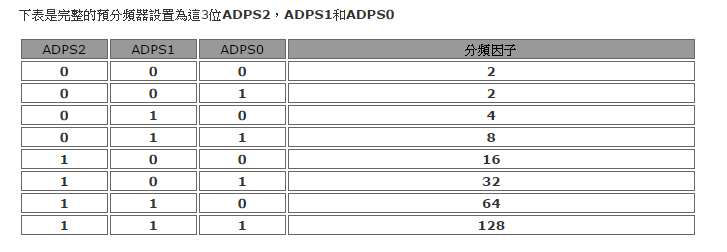 下表是完整的預分頻器設置為這3位ADPS2，ADPS1和ADPS0
ADPS2 ADPS1 ADPS0 分頻因子
0 0 0 2
0 0 1 2
0 1 0 4
0 1 1 8
1 0 0 16
1 0 1 32
1 1 0 64
1 1 1 128